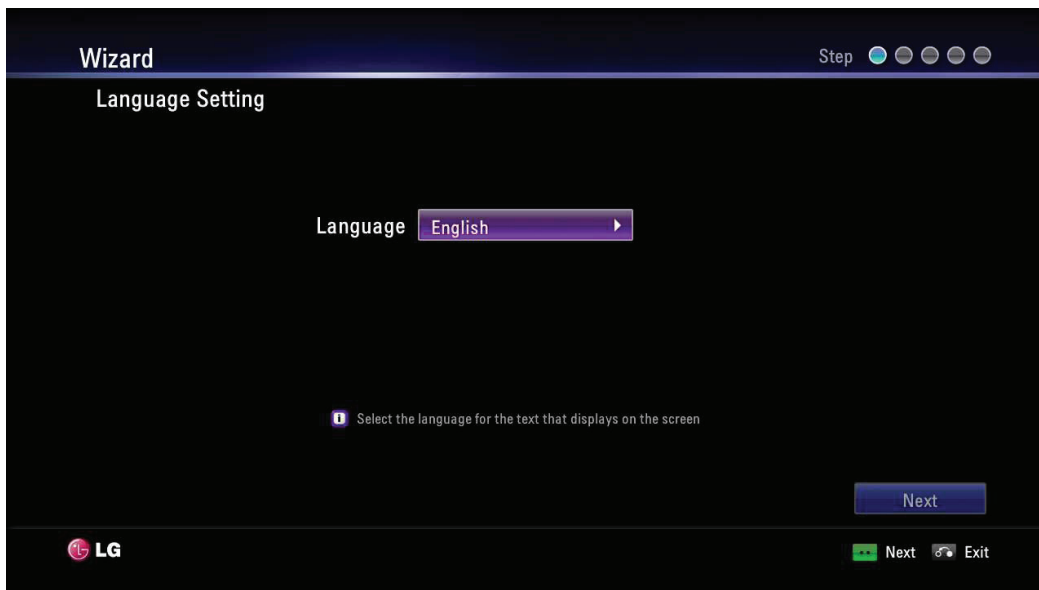 Wizard
Step
Language Setting
Language English
Select the language for the text that displays on the screen
Next
LG
Next Exit